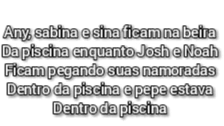 Any, sabina e sina ficam na beira
Da piscina enquanto Josh e Noah
Ficam pegando suas namoradas
Dentro da piscina e pepe estava
Dentro da piscina